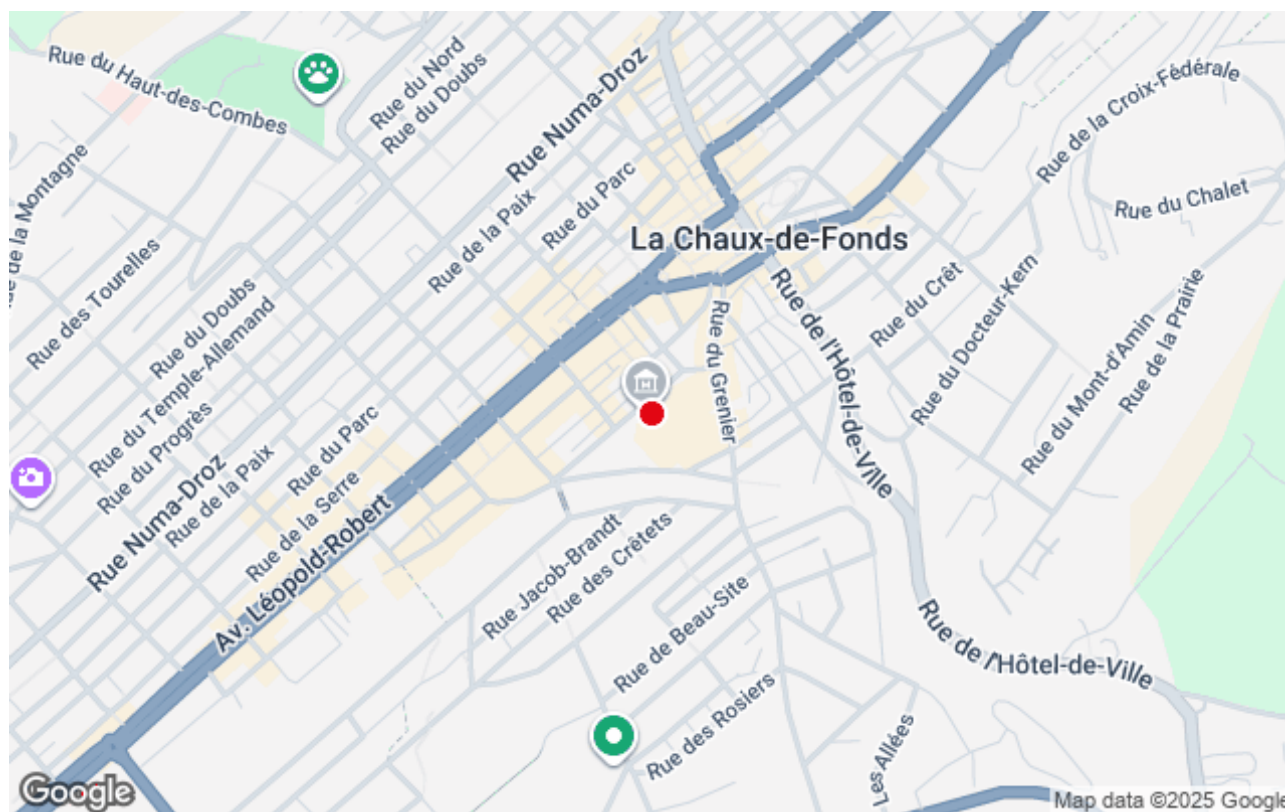 Rue du Haut-des-Combes
Rue du Nord
Rue du Doubs
Rue Numa-Droz
Rue de la Croix-Fédérale
Rue du Chalet
Rue du Parc
Rue de la Paix
La Chaux-de-Fonds
de la Montagne
Rue des Tourelles
Rue du Doubs
Rue du Temple-Allemand
Rue du Progrès
Rue Numa-Droz
Rue de la Paix
Rue du Parc
Rue de la Serre
Av. Léopold-Robert
Rue du Grenier
Rue de l'Hôtel-de-Ville
Rue du Crêt
Rue du Docteur-Kern
Rue du Mont-d'Amin
Rue de la Prairie
Rue Jacob-Brandt
Rue des Crêtets
Rue de Beau-Site
Rue des Rosiers
Rue de l'Hôtel-de-Ville
Les Allées
Google
Map data ©2025 Google